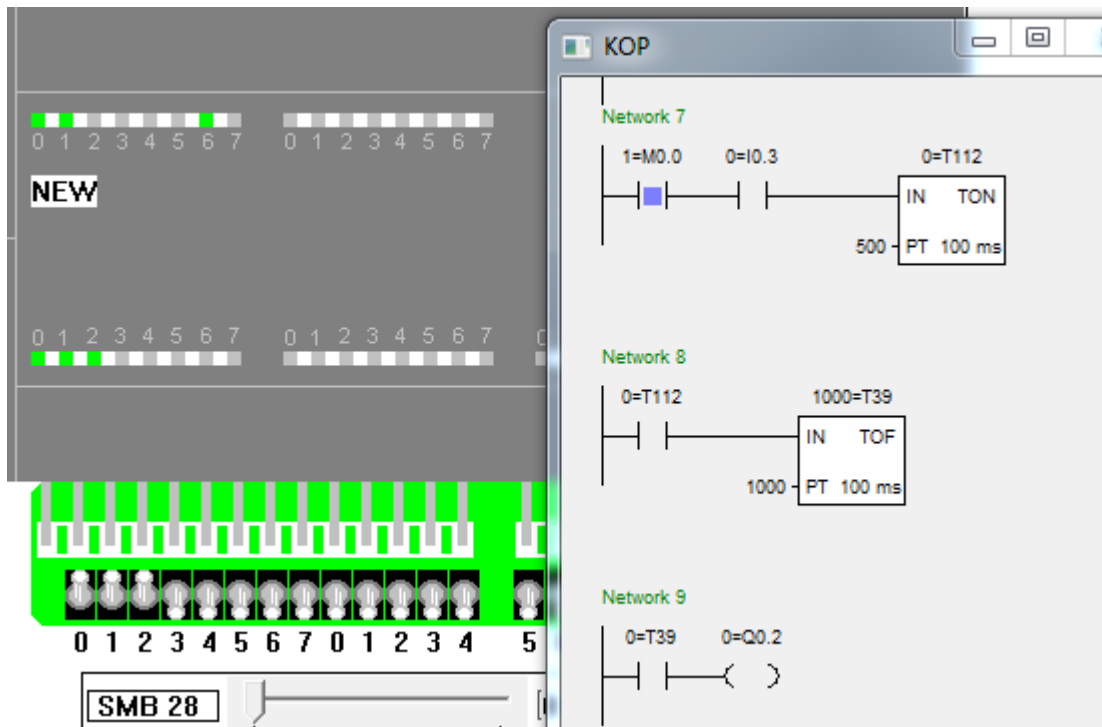 KOP
Network 7
1=M0.0 0=I0.3 0=T112
IN TON
500 PT 100 ms
Network 8
0=T112 1000=T39
IN TOF
1000 PT 100 ms
Network 9
0=T39 0=Q0.2
0 1 2 3 4 5 6 7 0 1 2 3 4 5 6 7
NEW
0 1 2 3 4 5 6 7 0 1 2 3 4 5 6 7 0
0 1 2 3 4 5 6 7 0 1 2 3 4 5
SMB 28